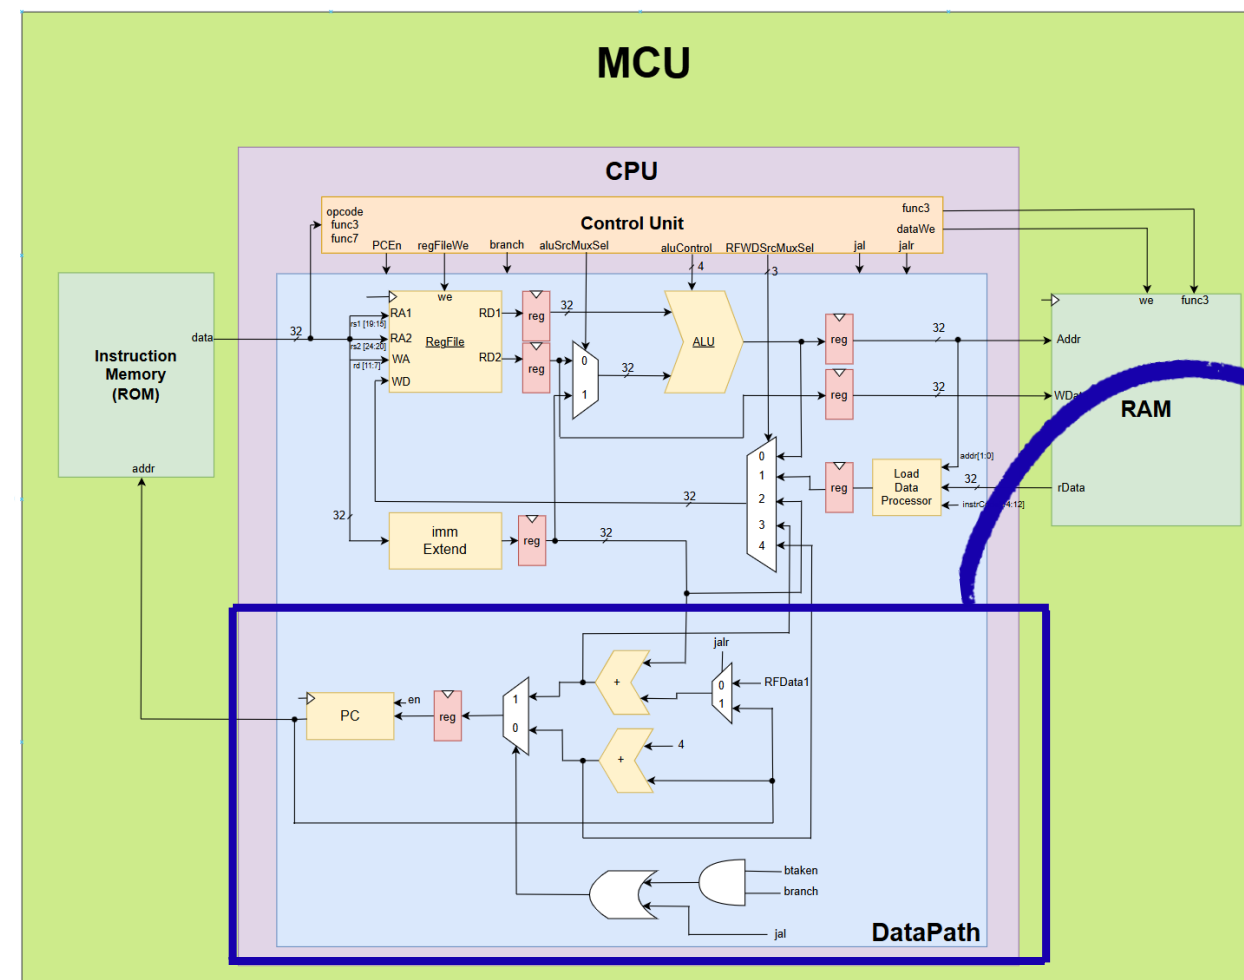 MCU
CPU
Control Unit
opcode
func3
func7
PCEn
regFileWe
branch
aluSrcMuxSel
aluControl
RFWDSrcMuxSel
jal
jalr
func3
dataWe
4
3
Instruction
Memory
(ROM)
data
addr
32
we
RA1
RA2
WA
WD
RegFile
RD1
RD2
rs1 [19:15]
rs2 [24:20]
rd [11:7]
reg
reg
32
0
1
32
ALU
reg
reg
32
32
we
func3
Addr
RAM
rData
0
1
2
3
4
32
reg
Load
Data
Processor
addr[1:0]
32
32
imm
Extend
reg
32
PC
en
reg
1
0
+
+
4
jalr
0
1
RFData1
btaken
branch
jal
DataPath